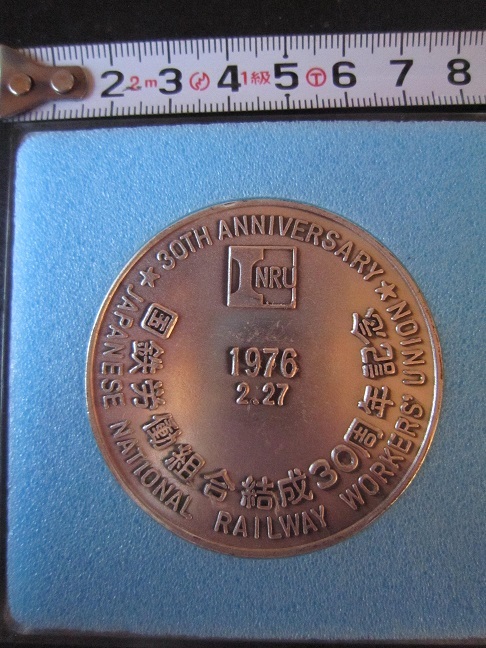 2 2m 3 4 1級 5 T 6 7 8
★ 30TH ANNIVERSARY ★
NRU
1976
2.27
国鉄労働組合結成30周年記念
JAPANESE NATIONAL RAILWAY WORKERS' UNION